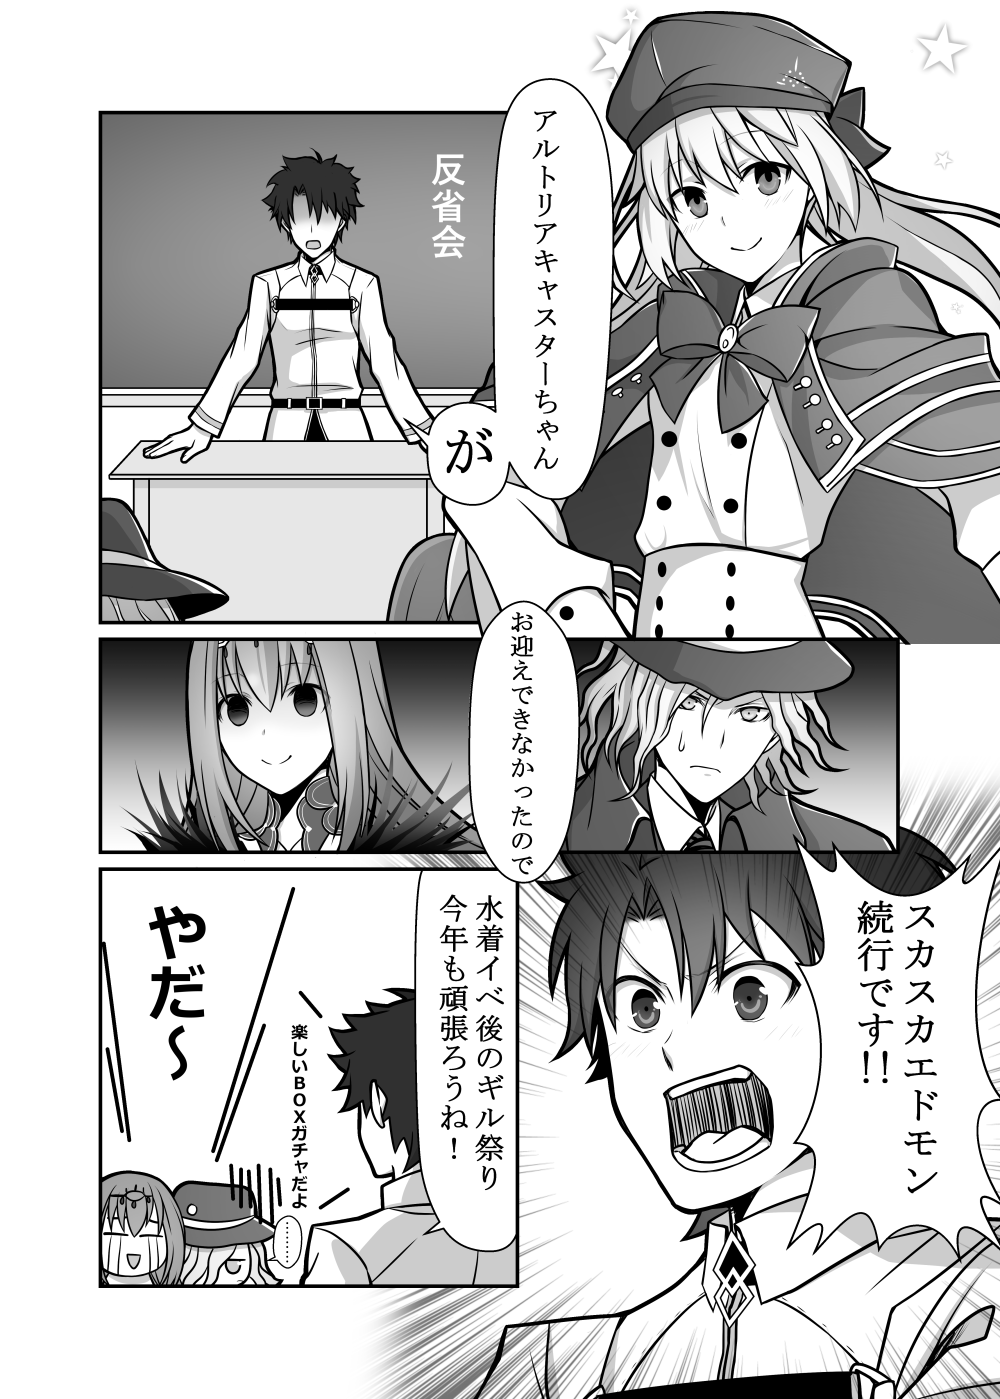 アルトリアキャスターちゃん
が
反省会
お迎えできなかったので
スカスカエドモン
続行です!!
水着イベ後のギル祭り
今年も頑張ろうね!
楽しいBOXガチャだよ
やだ～
………